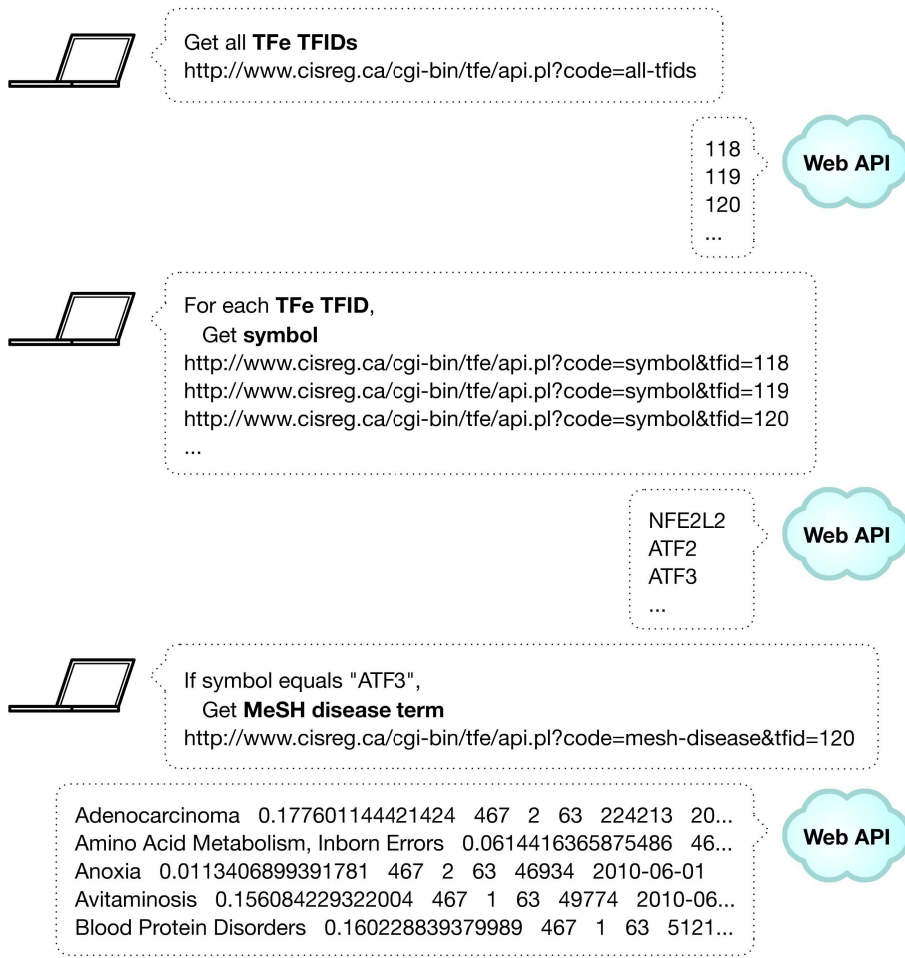 Get all TFe TFIDs
http://www.cisreg.ca/cgi-bin/tfe/api.pl?code=all-tfids
118
119
120
...
Web API
For each TFe TFID,
Get symbol
http://www.cisreg.ca/cgi-bin/tfe/api.pl?code=symbol&tfid=118
http://www.cisreg.ca/cgi-bin/tfe/api.pl?code=symbol&tfid=119
http://www.cisreg.ca/cgi-bin/tfe/api.pl?code=symbol&tfid=120
...
NFE2L2
ATF2
ATF3
...
Web API
If symbol equals "ATF3",
Get MeSH disease term
http://www.cisreg.ca/cgi-bin/tfe/api.pl?code=mesh-disease&tfid=120
Adenocarcinoma 0.177601144421424 467 2 63 224213 20...
Amino Acid Metabolism, Inborn Errors 0.0614416365875486 46...
Anoxia 0.0113406899391781 467 2 63 46934 2010-06-01
Avitaminosis 0.156084229322004 467 1 63 49774 2010-06...
Blood Protein Disorders 0.160228839379989 467 1 63 5121...
Web API